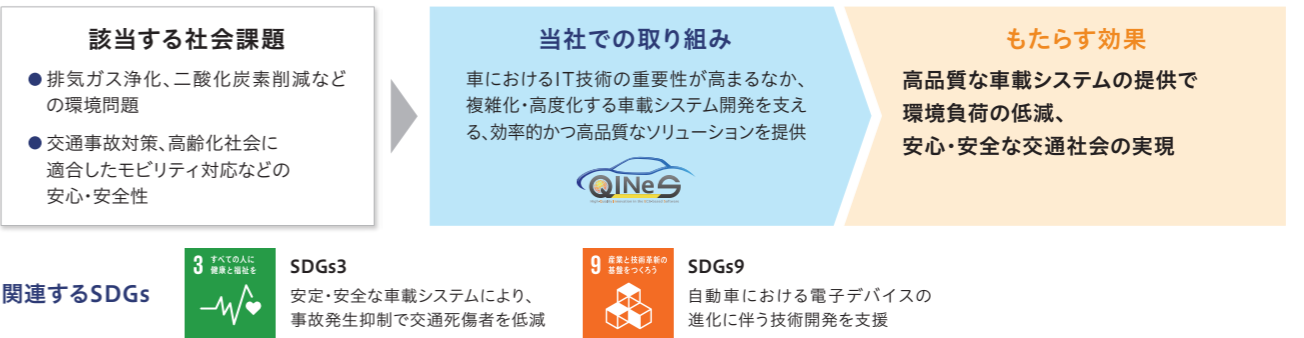 該当する社会課題
●排気ガス浄化、二酸化炭素削減など
の環境問題
●交通事故対策、高齢化社会に
適合したモビリティ対応などの
安心・安全性
当社での取り組み
車におけるIT技術の重要性が高まるなか、
複雑化・高度化する車載システム開発を支え
る、効率的かつ高品質なソリューションを提供
QINeS
もたらす効果
高品質な車載システムの提供で
環境負荷の低減、
安心・安全な交通社会の実現
関連するSDGs
3 すべての人に
健康と福祉を
SDGs3
安定・安全な車載システムにより、
事故発生抑制で交通死傷者を低減
9 産業と技術革新の
基盤をつくろう
SDGs9
自動車における電子デバイスの
進化に伴う技術開発を支援